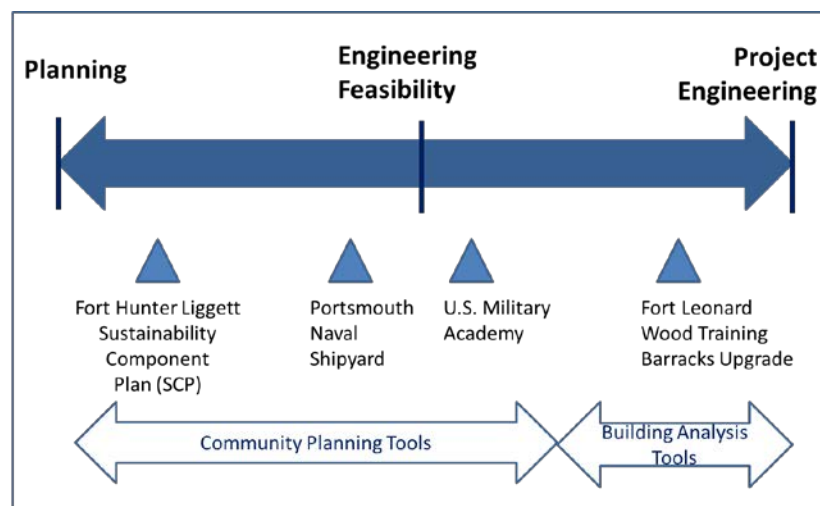 Planning
Engineering
Feasibility
Project
Engineering
Fort Hunter Liggett
Sustainability
Component
Plan (SCP)
Portsmouth
Naval
Shipyard
U.S. Military
Academy
Fort Leonard
Wood Training
Barracks Upgrade
Community Planning Tools
Building Analysis
Tools